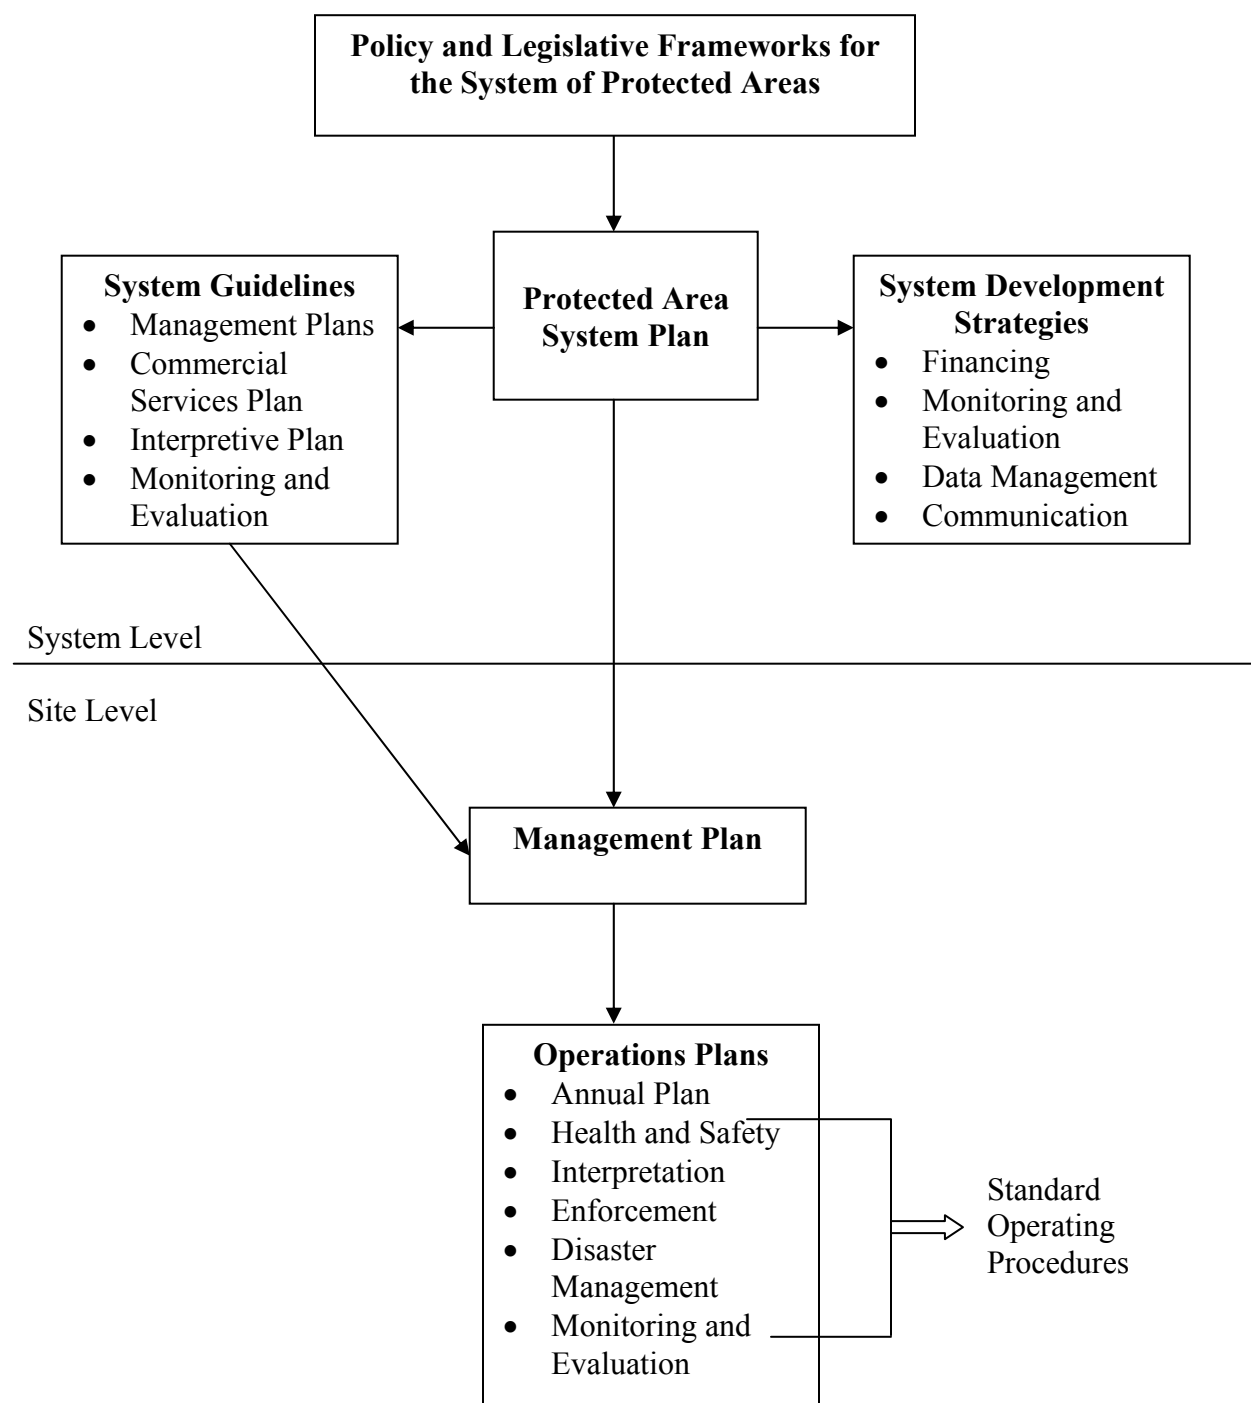 Policy and Legislative Frameworks for
the System of Protected Areas
System Guidelines
• Management Plans
• Commercial
Services Plan
• Interpretive Plan
• Monitoring and
Evaluation
Protected Area
System Plan
System Development
Strategies
• Financing
• Monitoring and
Evaluation
• Data Management
• Communication
System Level
Site Level
Management Plan
Operations Plans
• Annual Plan
• Health and Safety
• Interpretation
• Enforcement
• Disaster
Management
• Monitoring and
Evaluation
Standard
Operating
Procedures